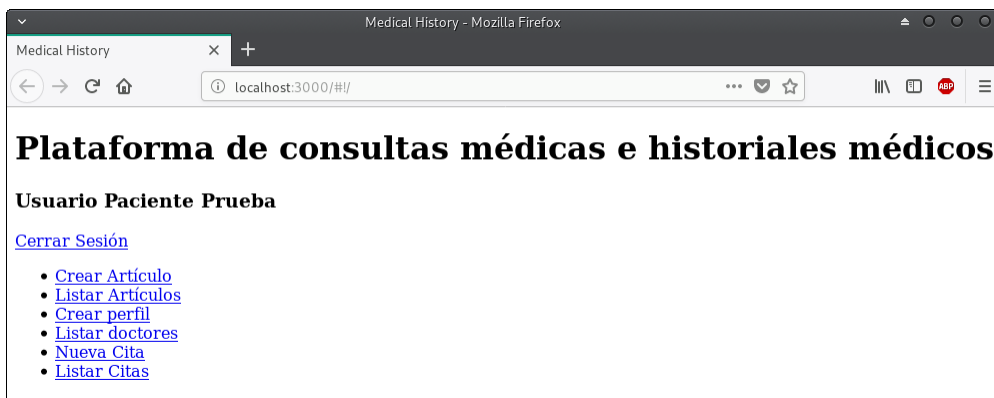 Medical History - Mozilla Firefox
Medical History
localhost:3000/#!/
ABP
Plataforma de consultas médicas e historiales médicos
Usuario Paciente Prueba
Cerrar Sesión
Crear Artículo
Listar Artículos
Crear perfil
Listar doctores
Nueva Cita
Listar Citas